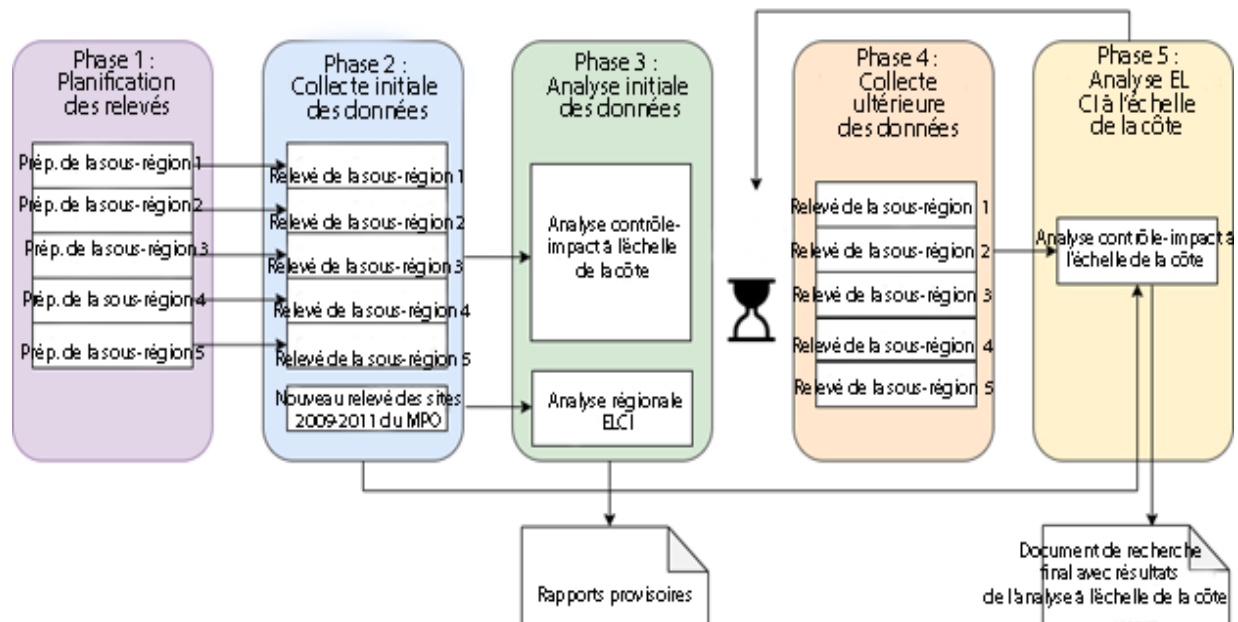 Phase 1 :
Planification
des relevés
Prép. de la sous-région 1
Prép. de la sous-région 2
Prép. de la sous-région 3
Prép. de la sous-région 4
Prép. de la sous-région 5
Phase 2 :
Collecte initiale
des données
Relevé de la sous-région 1
Relevé de la sous-région 2
Relevé de la sous-région 3
Relevé de la sous-région 4
Relevé de la sous-région 5
Nouveau relevé des sites
2009-2011 du MPO
Phase 3 :
Analyse initiale
des données
Analyse contrôle-
impact à l'échelle
de la côte
Analyse régionale
ELCI
Rapports provisoires
Phase 4 :
Collecte
ultérieure
des données
Relevé de la sous-région 1
Relevé de la sous-région 2
Relevé de la sous-région 3
Relevé de la sous-région 4
Relevé de la sous-région 5
Phase 5 :
Analyse EL
CI à l'échelle
de la côte
Analyse contrôle-impact à
l'échelle de la côte
Document de recherche
final avec résultats
de l'analyse à l'échelle de la côte